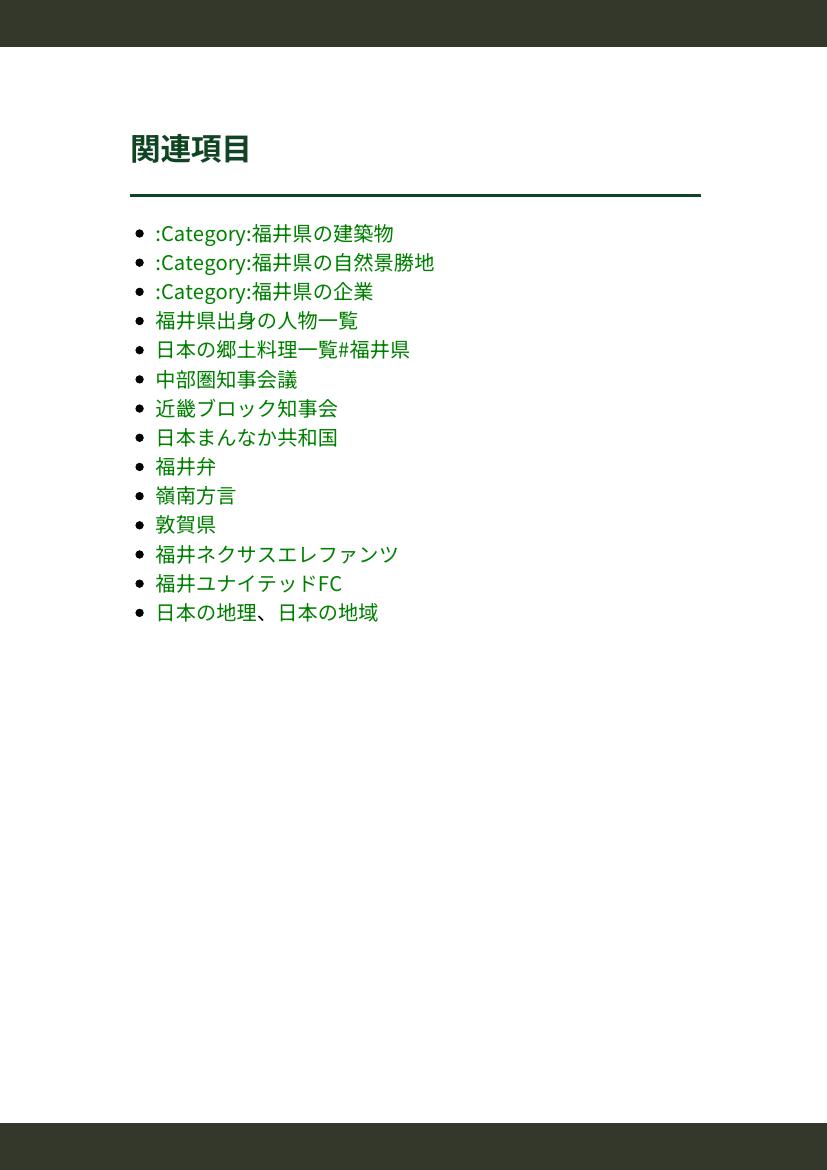 関連項目
:Category:福井県の建築物
:Category:福井県の自然景勝地
:Category:福井県の企業
福井県出身の人物一覧
日本の郷土料理一覧#福井県
中部圏知事会議
近畿ブロック知事会
日本まんなか共和国
福井弁
嶺南方言
敦賀県
福井ネクサスエレファンツ
福井ユナイテッドFC
日本の地理、日本の地域